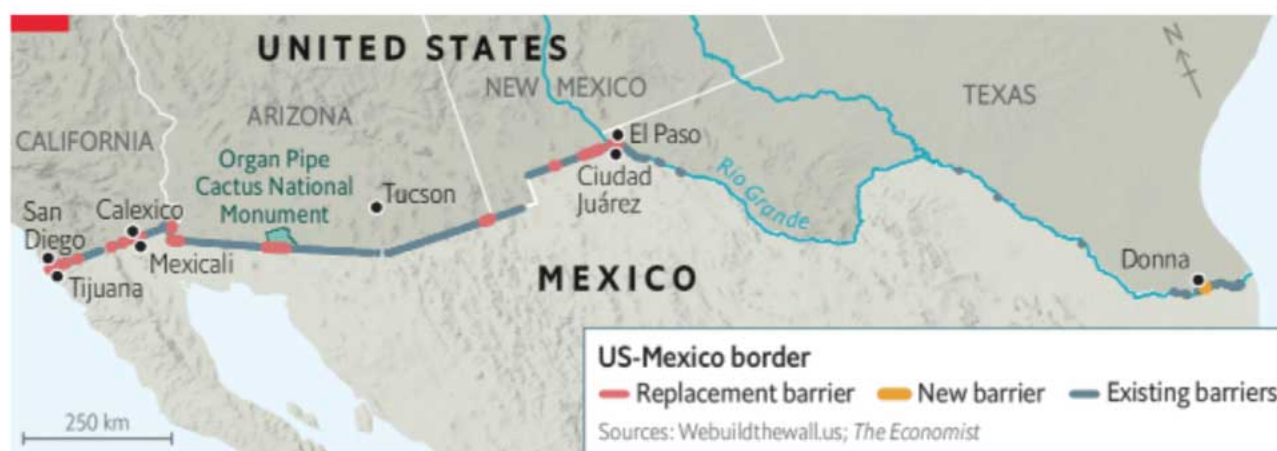 UNITED STATES
N
NEW MEXICO
TEXAS
ARIZONA
CALIFORNIA
El Paso
Organ Pipe
Cactus National
Monument
Ciudad
Juárez
Rio Grande
Tucson
San
Diego
Calexico
Mexicali
Tijuana
MEXICO
Donna
US-Mexico border
Replacement barrier New barrier Existing barriers
Sources: Webuildthewall.us; The Economist
250 km